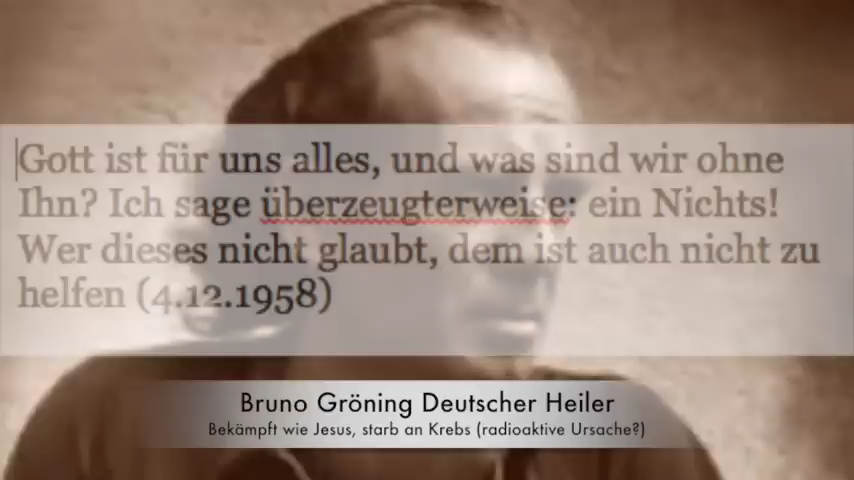 Gott ist für uns alles, und was sind wir ohne
Ihn? Ich sage überzeugterweise: ein Nichts!
Wer dieses nicht glaubt, dem ist auch nicht zu
helfen (4.12.1958)
Bruno Gröning Deutscher Heiler
Bekämpft wie Jesus, starb an Krebs (radioaktive Ursache?)